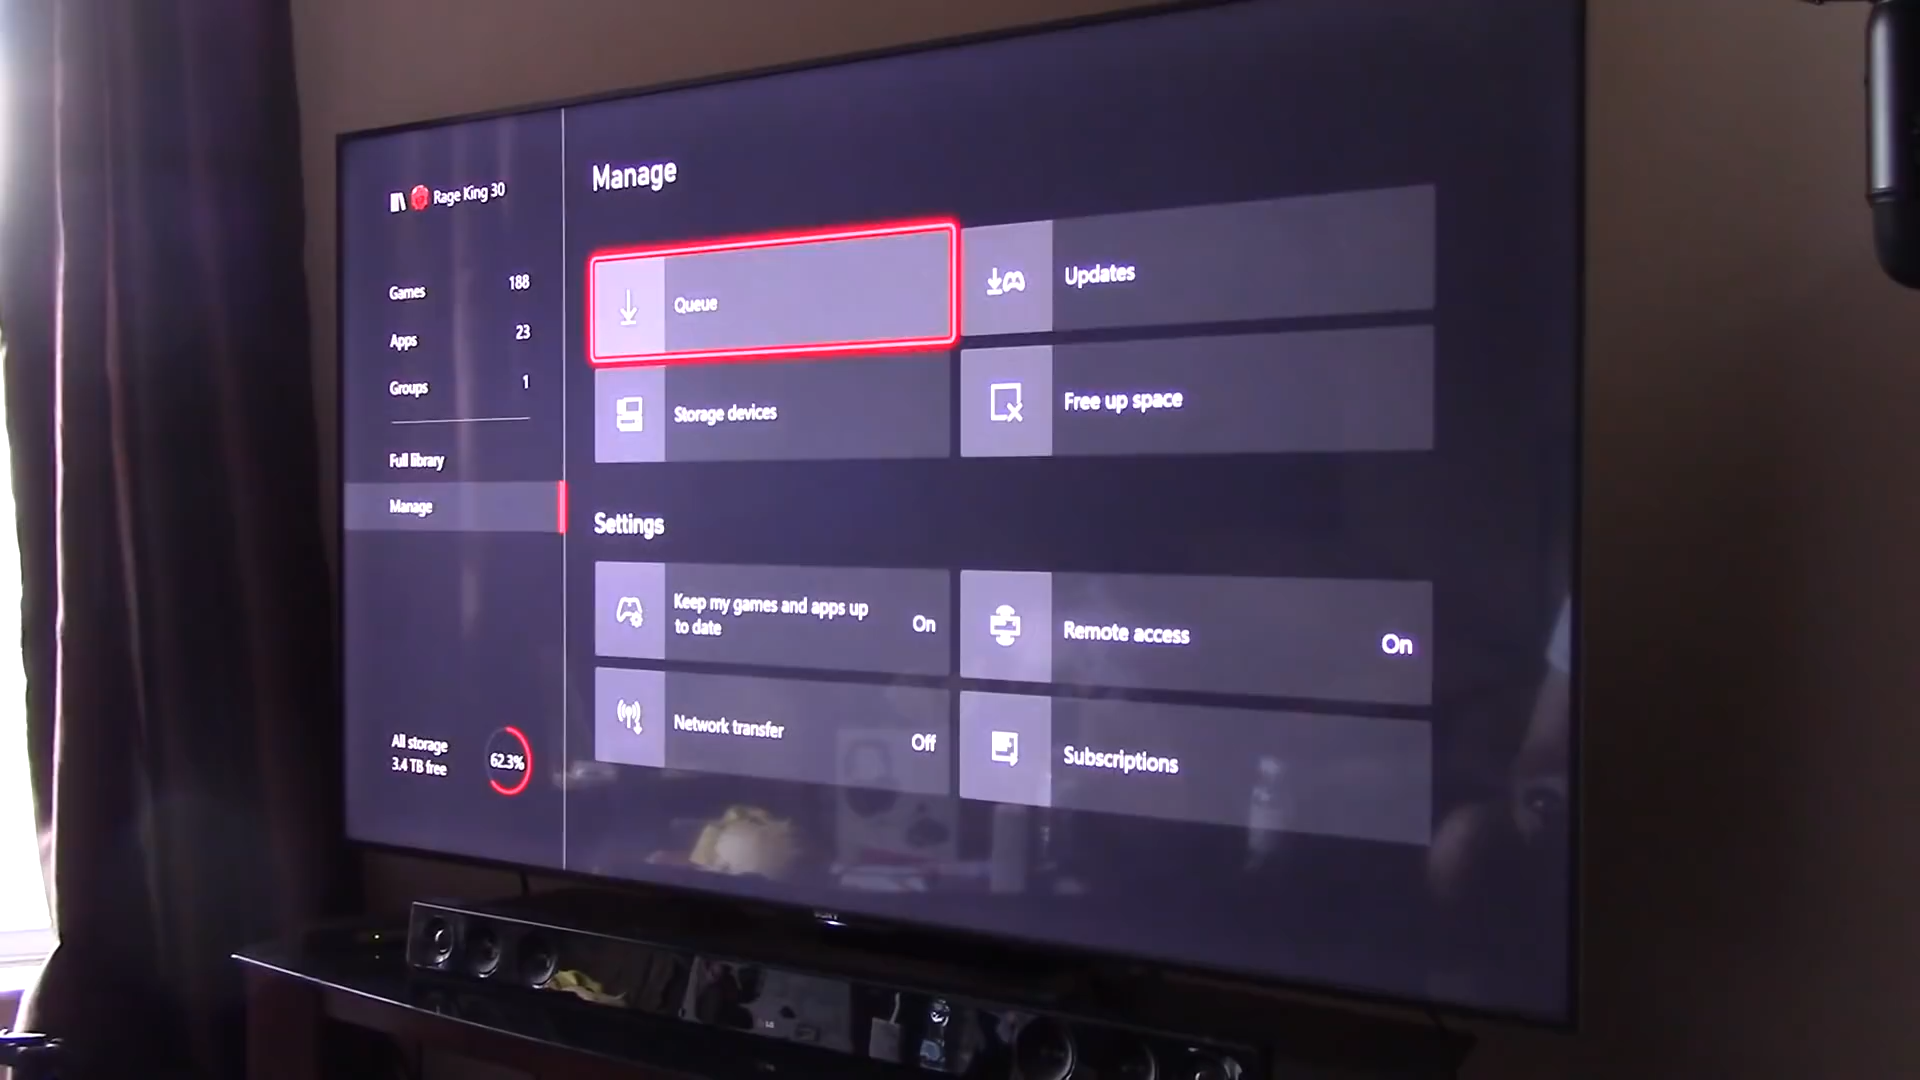 Rage King 30
Games 188
Apps 23
Groups 1
Full library
Manage
All storage
3.4 TB free
62.3%
Manage
Queue
Updates
Storage devices
Free up space
Settings
Keep my games and apps up
to date
On
Remote access
On
Network transfer
Off
Subscriptions
SONY
LG